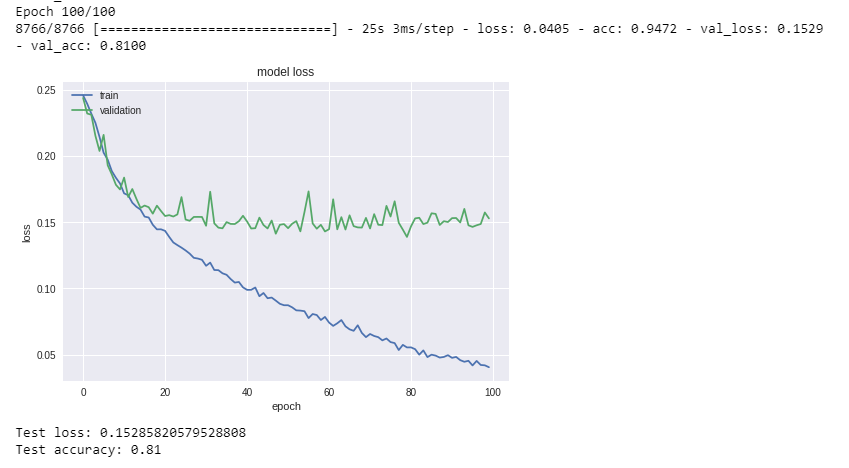 Epoch 100/100
8766/8766 [==============================] - 25s 3ms/step - loss: 0.0405 - acc: 0.9472 - val_loss: 0.1529
- val_acc: 0.8100
model loss
train
validation
0.25
0.20
0.15
0.10
0.05
loss
0 20 40 60 80 100
epoch
Test loss: 0.15285820579528808
Test accuracy: 0.81